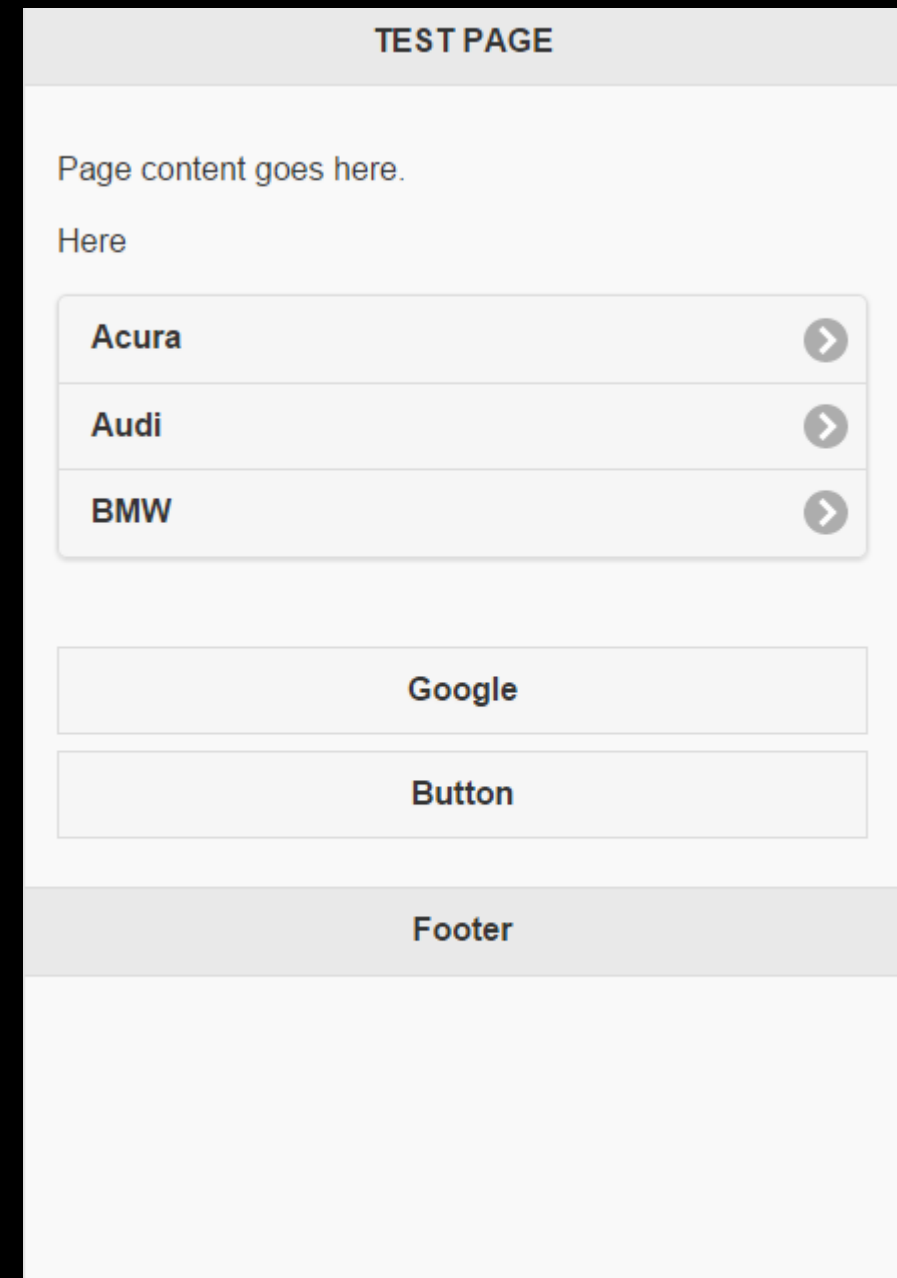 TEST PAGE
Page content goes here.
Here
Acura
Audi
BMW
Google
Button
Footer